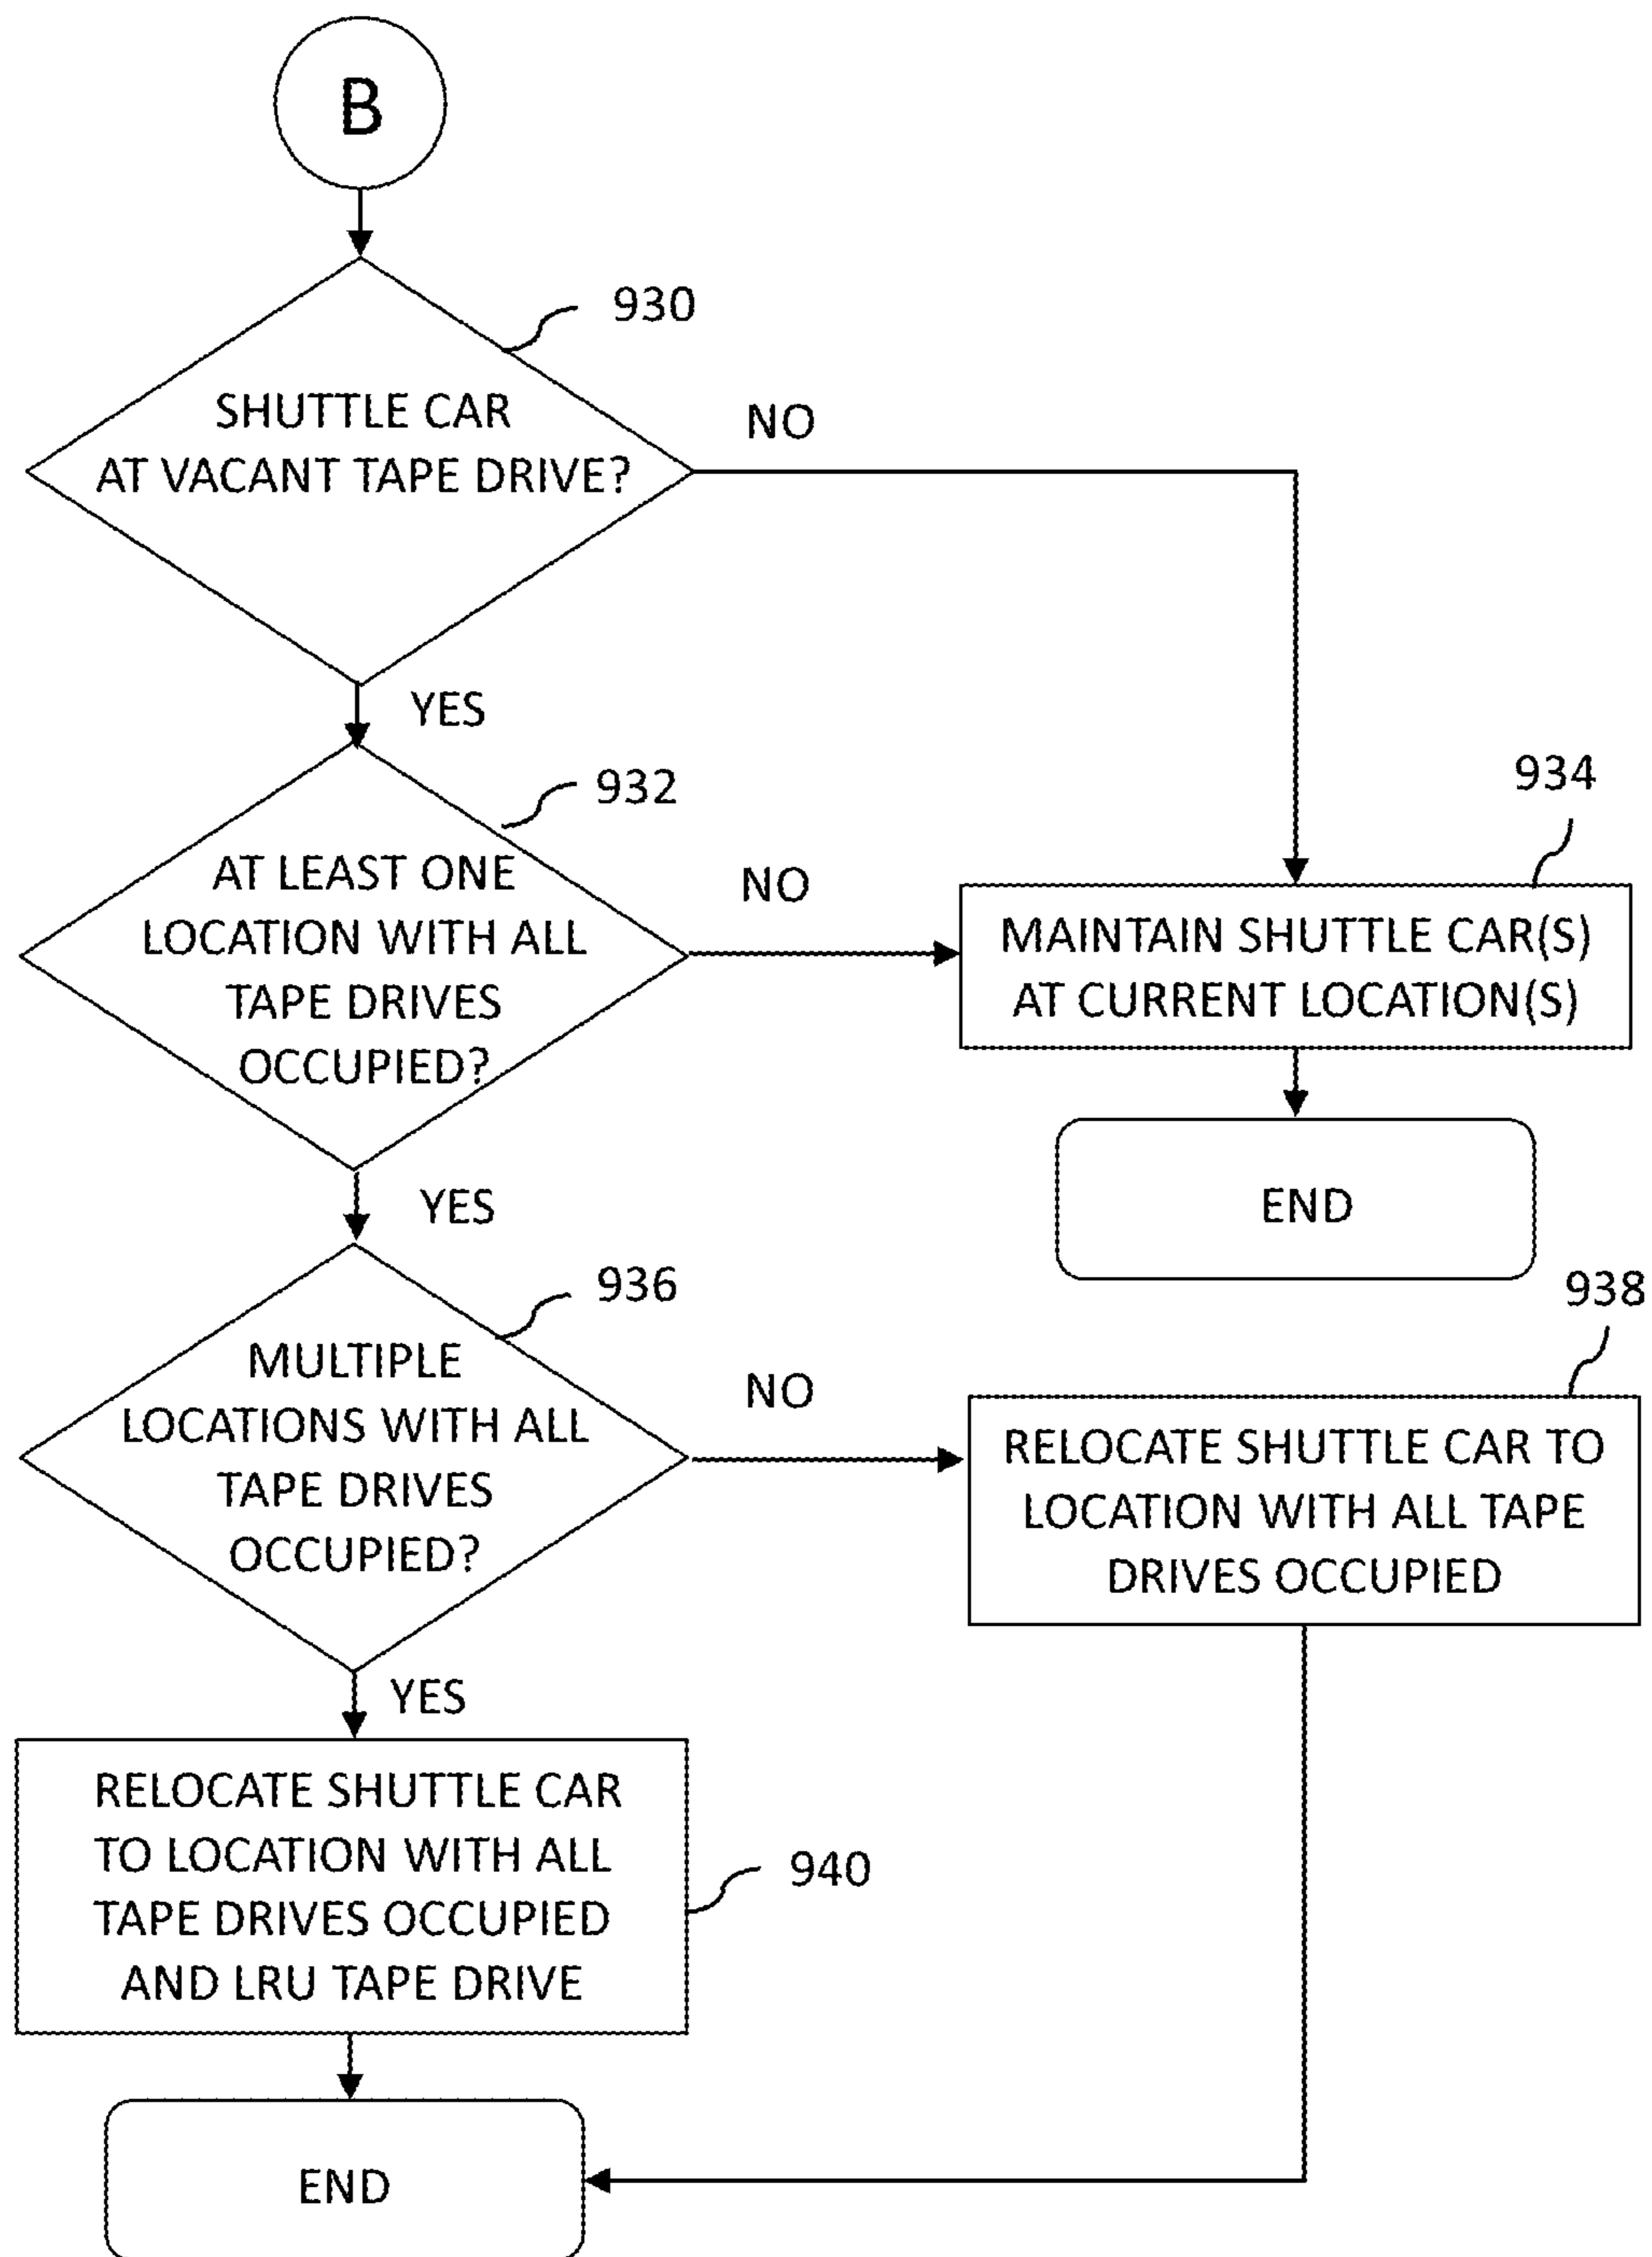 B
930
SHUTTLE CAR
AT VACANT TAPE DRIVE?
NO
YES
932
AT LEAST ONE
LOCATION WITH ALL
TAPE DRIVES
OCCUPIED?
NO
934
MAINTAIN SHUTTLE CAR(S)
AT CURRENT LOCATION(S)
END
YES
936
MULTIPLE
LOCATIONS WITH ALL
TAPE DRIVES
OCCUPIED?
NO
938
RELOCATE SHUTTLE CAR TO
LOCATION WITH ALL TAPE
DRIVES OCCUPIED
YES
RELOCATE SHUTTLE CAR
TO LOCATION WITH ALL
TAPE DRIVES OCCUPIED
AND LRU TAPE DRIVE
940
END